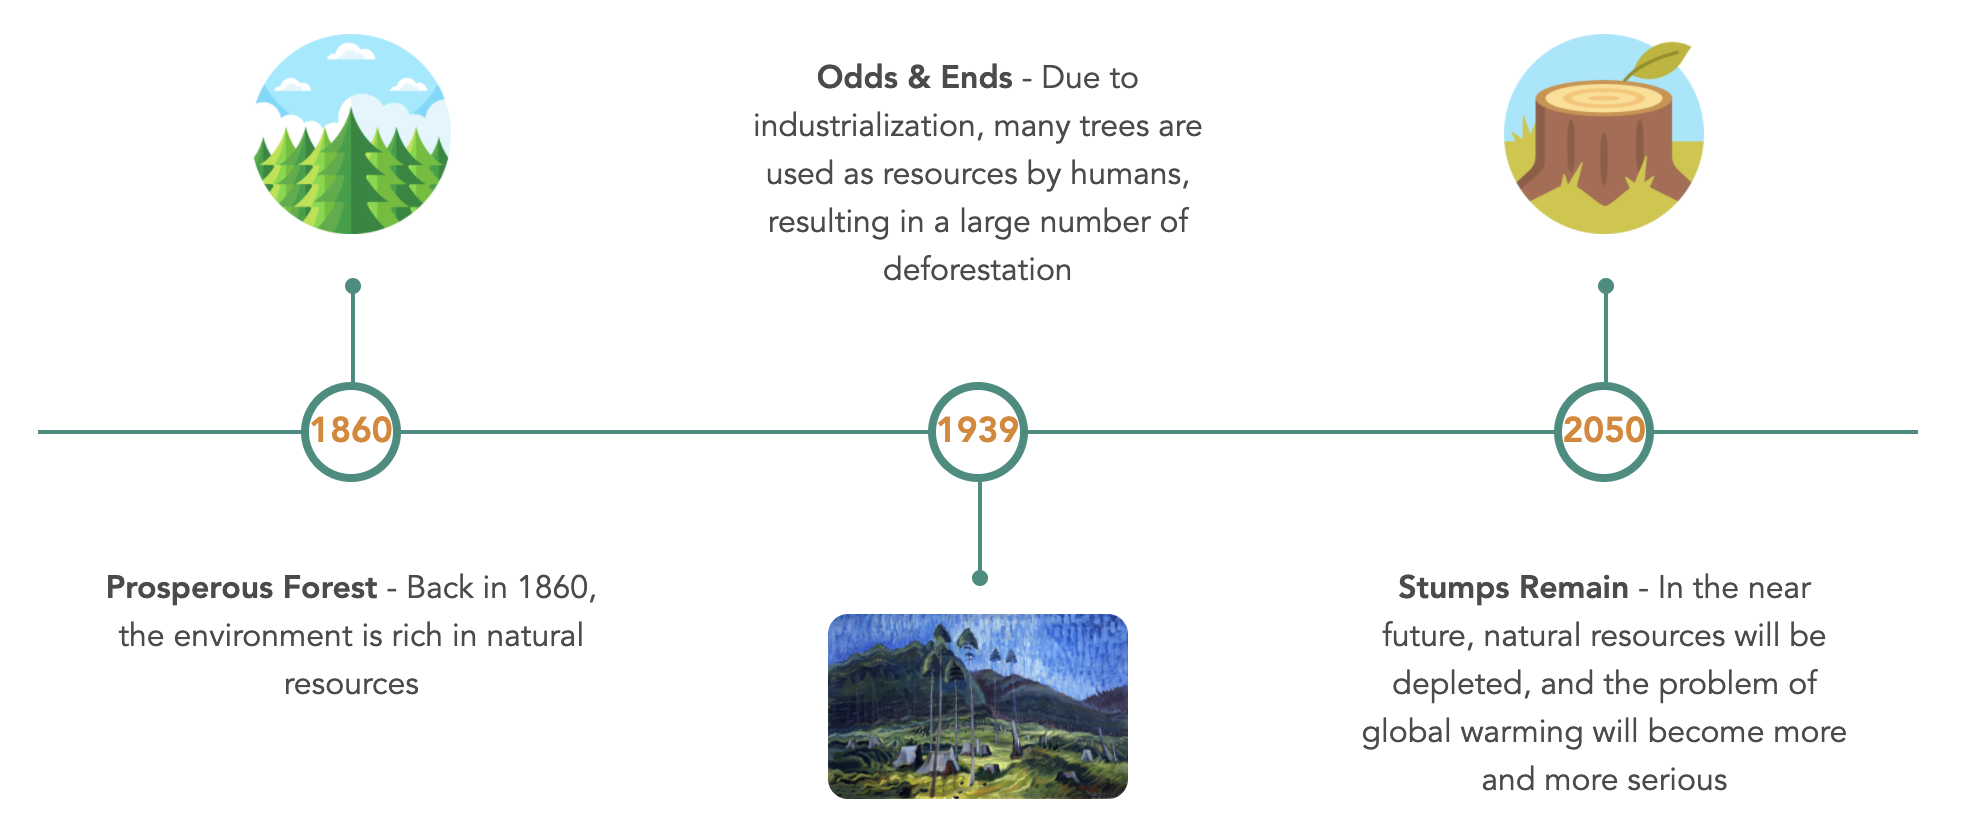 Odds & Ends - Due to
industrialization, many trees are
used as resources by humans,
resulting in a large number of
deforestation
1860
1939
2050
Prosperous Forest - Back in 1860,
the environment is rich in natural
resources
Stumps Remain - In the near
future, natural resources will be
depleted, and the problem of
global warming will become more
and more serious